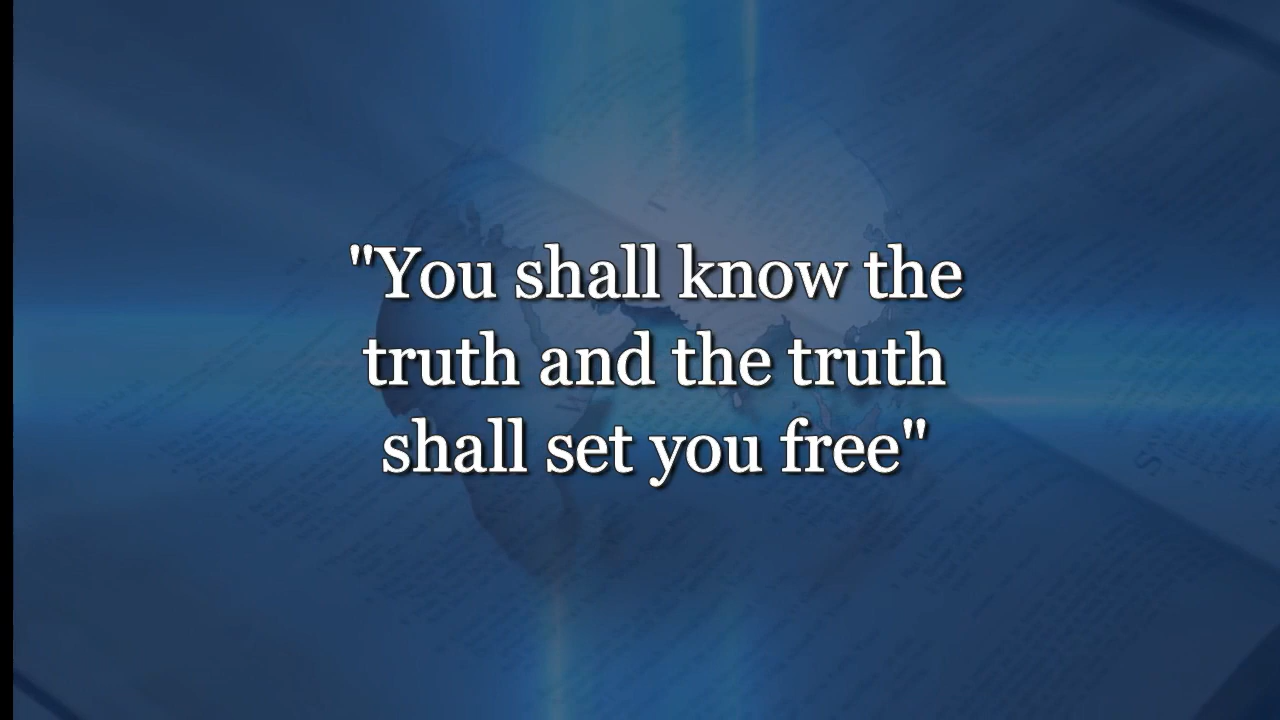 "You shall know the
truth and the truth
shall set you free"